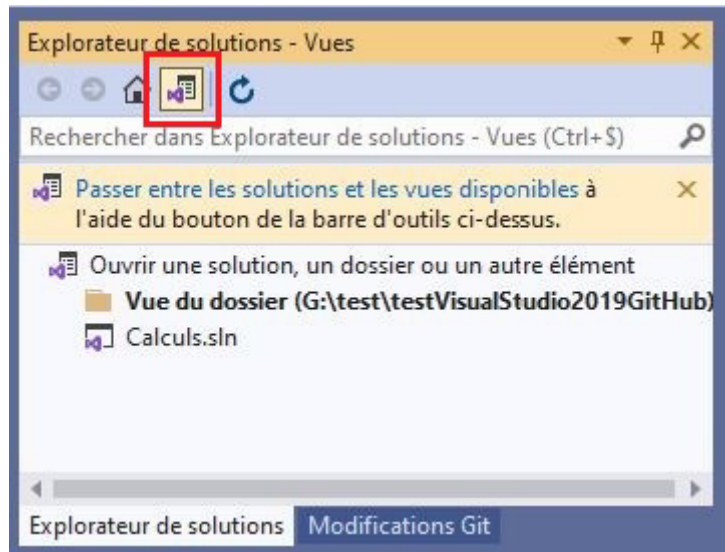 Explorateur de solutions - Vues
Rechercher dans Explorateur de solutions - Vues (Ctrl+$)
Passer entre les solutions et les vues disponibles à
l'aide du bouton de la barre d'outils ci-dessus.
Ouvrir une solution, un dossier ou un autre élément
Vue du dossier (G:\test\testVisualStudio2019GitHub)
Calculs.sln
Explorateur de solutions Modifications Git